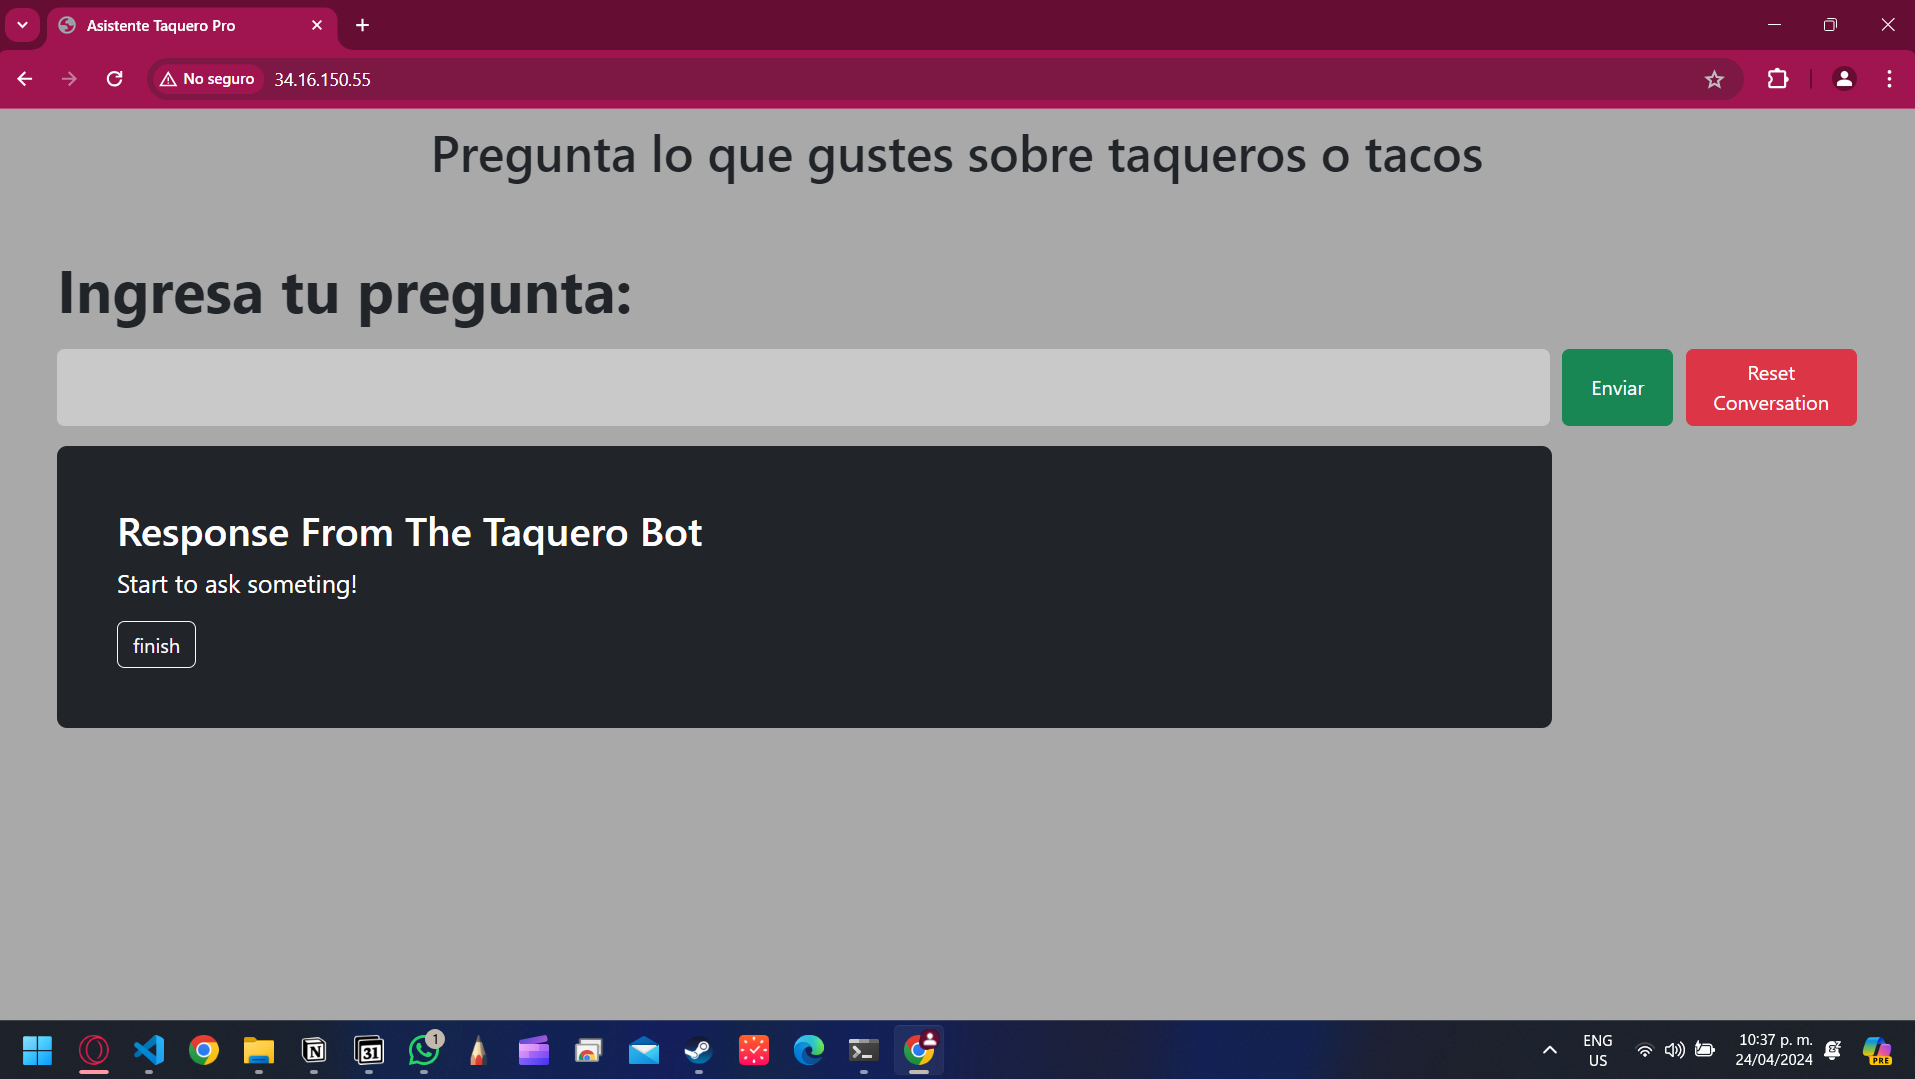 Asistente Taquero Pro
No seguro
34.16.150.55
Pregunta lo que gustes sobre taqueros o tacos
Ingresa tu pregunta:
Enviar
Reset
Conversation
Response From The Taquero Bot
Start to ask someting!
finish
31
1
ENG
US
10:37 p. m.
24/04/2024
PRE